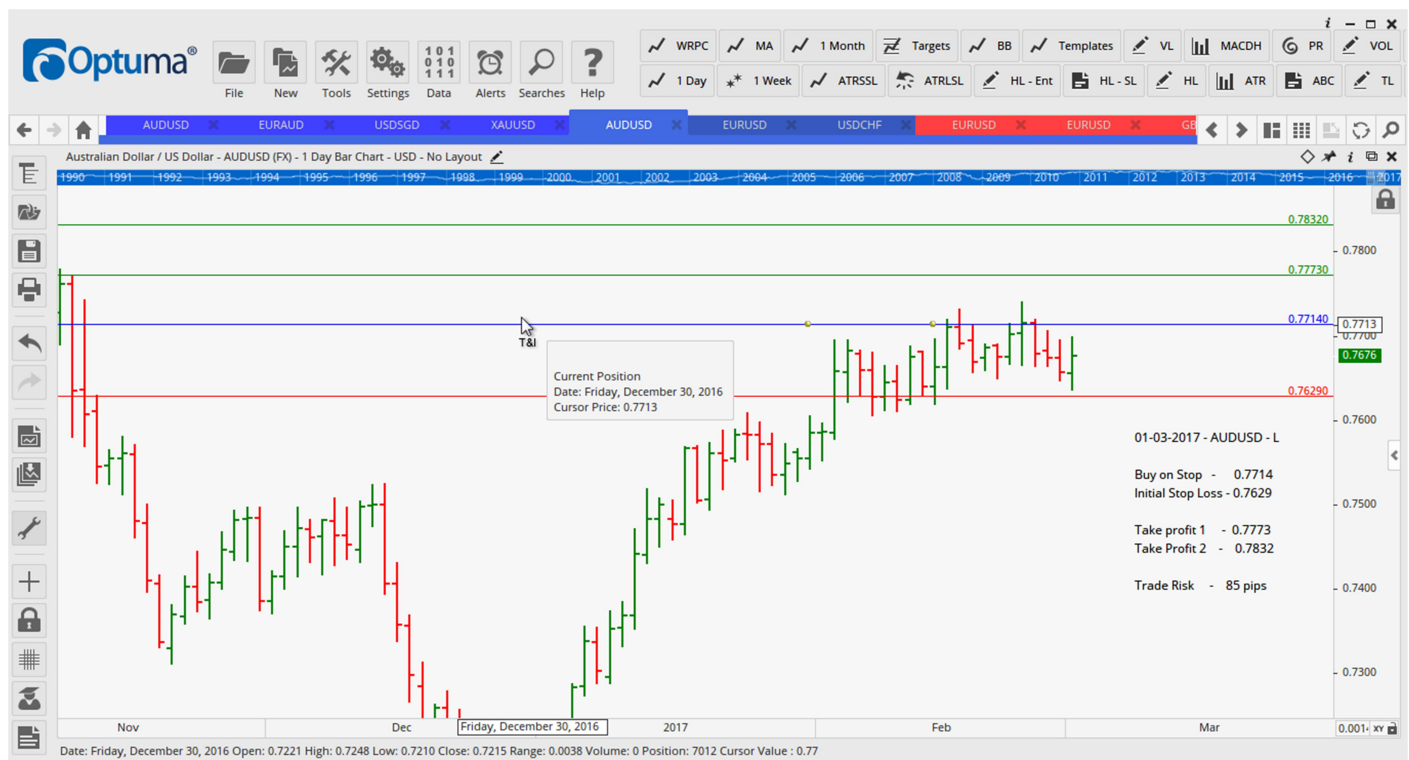 i
Optuma®
File New Tools Settings Data Alerts Searches Help
WRPC MA 1 Month Targets BB Templates VL MACDH PR VOL
1 Day 1 Week ATRSSL ATRLSL HL - Ent HL - SL HL ATR ABC TL
101
010
111
AUDUSD EURAUD USDSGD XAUUSD AUDUSD EURUSD USDCHF EURUSD EURUSD GB
Australian Dollar / US Dollar - AUDUSD (FX) - 1 Day Bar Chart - USD - No Layout
1990 1991 1992 1993 1994 1995 1996 1997 1998 1999 2000 2001 2002 2003 2004 2005 2006 2007 2008 2009 2010 2011 2012 2013 2014 2015 2016 2017
0.78320
0.7800
0.77730
0.77140
0.7713
0.7700
T&I
0.7676
Current Position
Date: Friday, December 30, 2016
Cursor Price: 0.7713
0.76290
0.7600
01-03-2017 - AUDUSD - L
Buy on Stop - 0.7714
Initial Stop Loss - 0.7629
0.7500
Take profit 1 - 0.7773
Take Profit 2 - 0.7832
Trade Risk - 85 pips
0.7400
0.7300
Nov Dec Friday, December 30, 2016 2017 Feb Mar
0.001 XY
Date: Friday, December 30, 2016 Open: 0.7221 High: 0.7248 Low: 0.7210 Close: 0.7215 Range: 0.0038 Volume: 0 Position: 7012 Cursor Value : 0.77